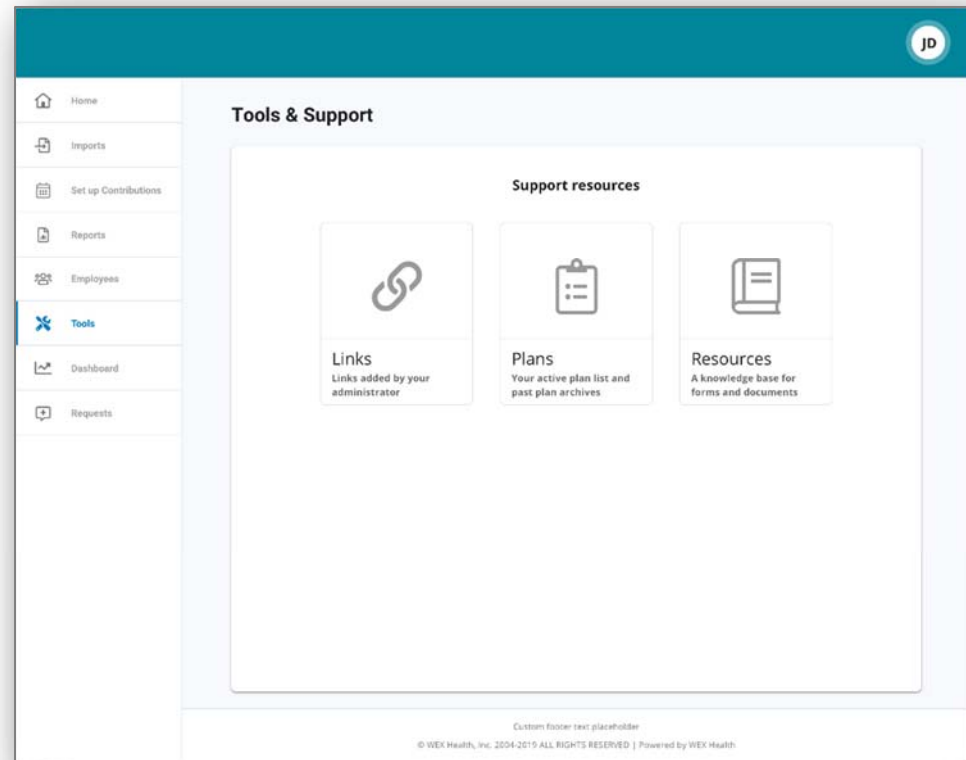 JD
Home
Imports
Set up Contributions
Reports
Employees
Tools
Dashboard
Requests
Tools & Support
Support resources
Links
Links added by your
administrator
Plans
Your active plan list and
past plan archives
Resources
A knowledge base for
forms and documents
Custom footer text placeholder
© WEX Health, Inc. 2004-2019 ALL RIGHTS RESERVED | Powered by WEX Health